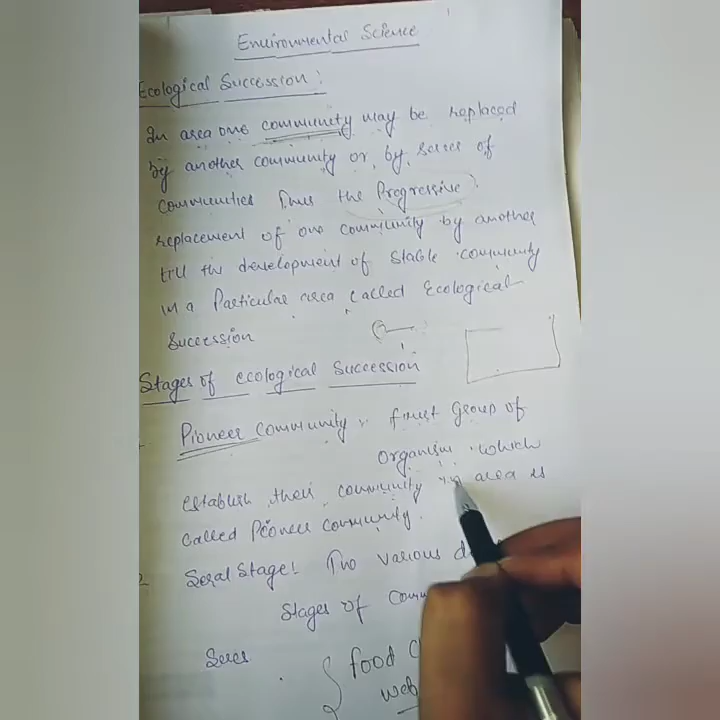 Environmental Science
Ecological Succession:
In area one community may be replaced
by another community or by series of
communities Thus the Progressive
replacement of one community by another
till the development of stable community
in a Particular area called Ecological
Succession
Stages of ecological Succession
Pioneer Community: first group of
organism which
establish their community in area is
called Pioneer community.
2 Seral Stage: The various
Stages of
food
web